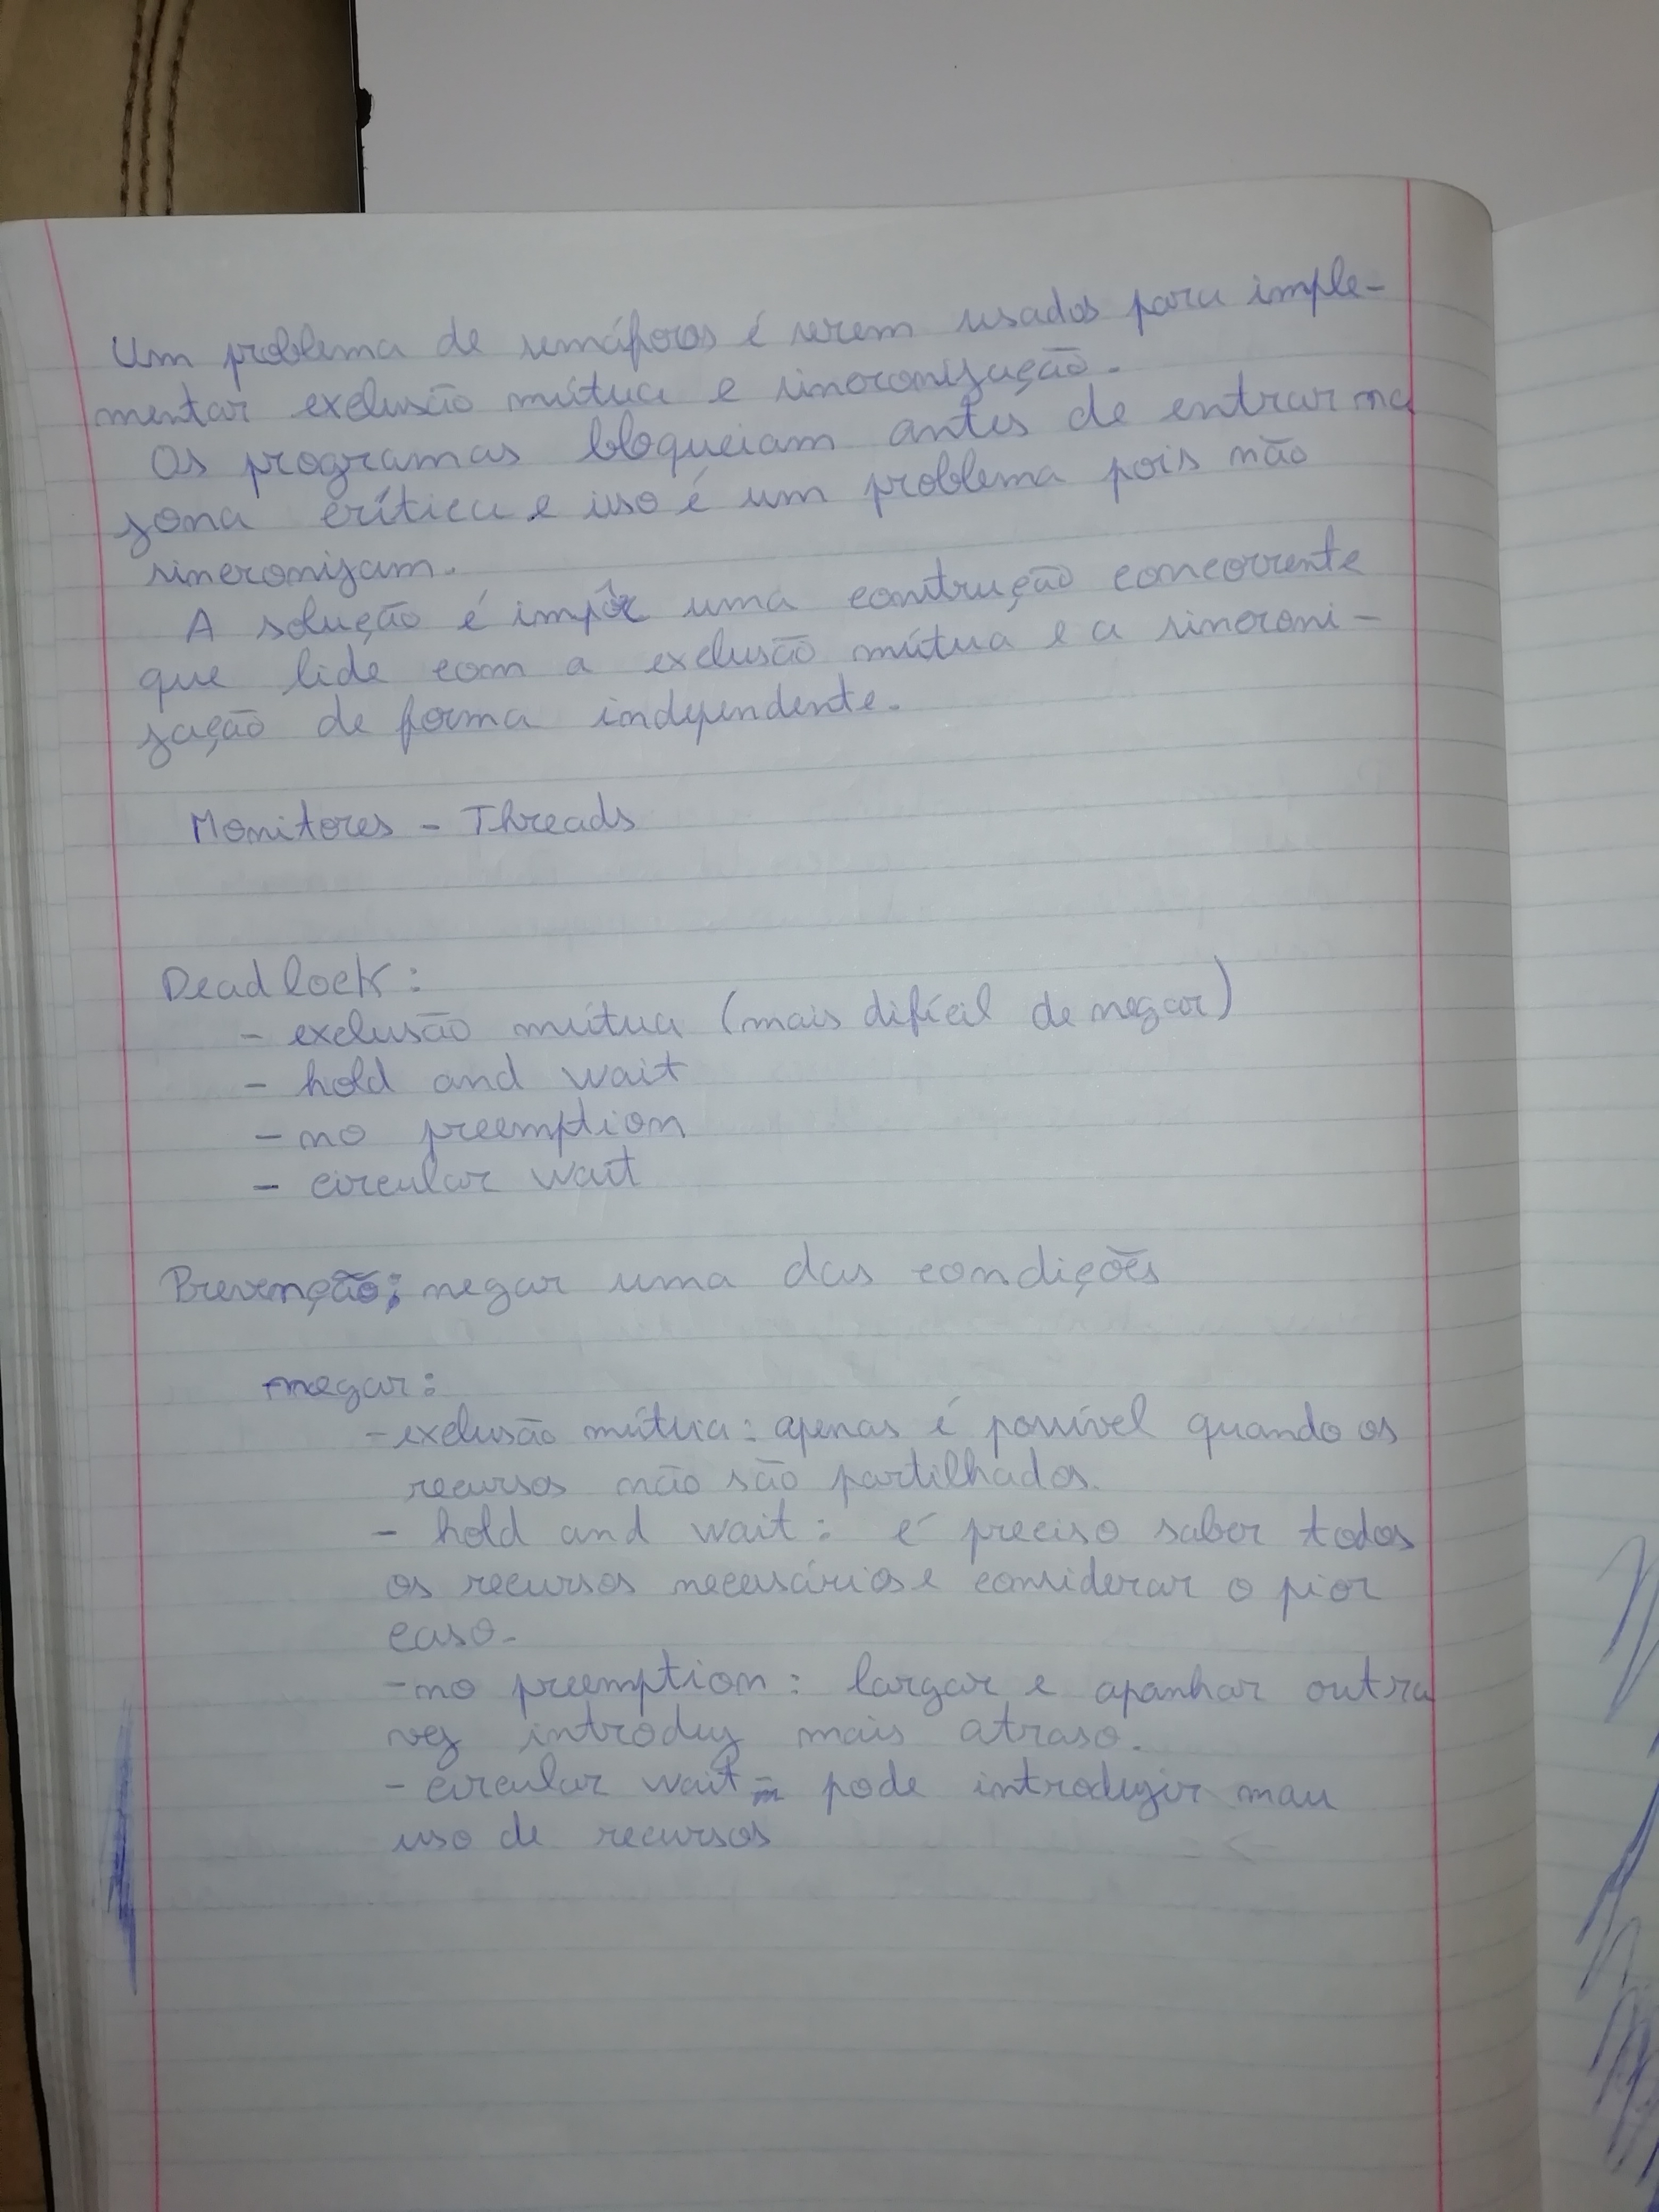 Um problema de semáforos é serem usados para imple-
mentar exclusão mútua e sincronização.
Os programas bloqueiam antes de entrar na
zona crítica e isso é um problema pois não
sincronizam.
A solução é impôr uma construção concorrente
que lide com a exclusão mútua e a sincroni-
zação de forma independente.
Monitores - Threads
Deadlock:
- exclusão mútua (mais difícil de negar)
- hold and wait
- no preemption
- circular wait
Prevenção: negar uma das condições
negar:
- exclusão mútua: apenas é possível quando os
recursos não são partilhados.
- hold and wait: é preciso saber todos
os recursos necessários e considerar o pior
caso.
- no preemption: largar e apanhar outra
vez introduz mais atraso.
- circular wait = pode introduzir mau
uso de recursos